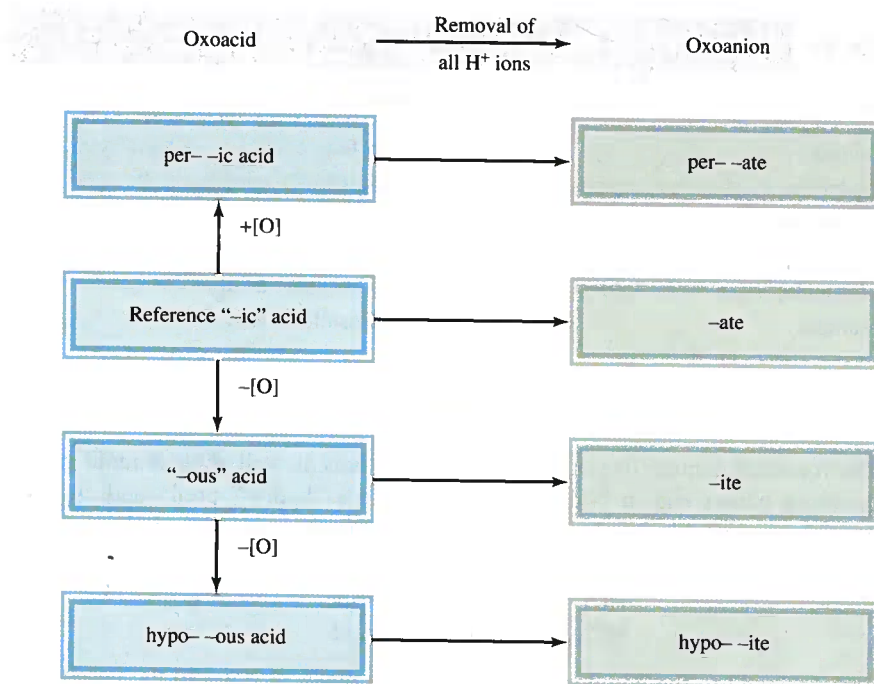 Oxoacid
Removal of
all H⁺ ions
Oxoanion
per– –ic acid
per– –ate
+[O]
Reference “–ic” acid
–ate
–[O]
“–ous” acid
–ite
–[O]
hypo– –ous acid
hypo– –ite